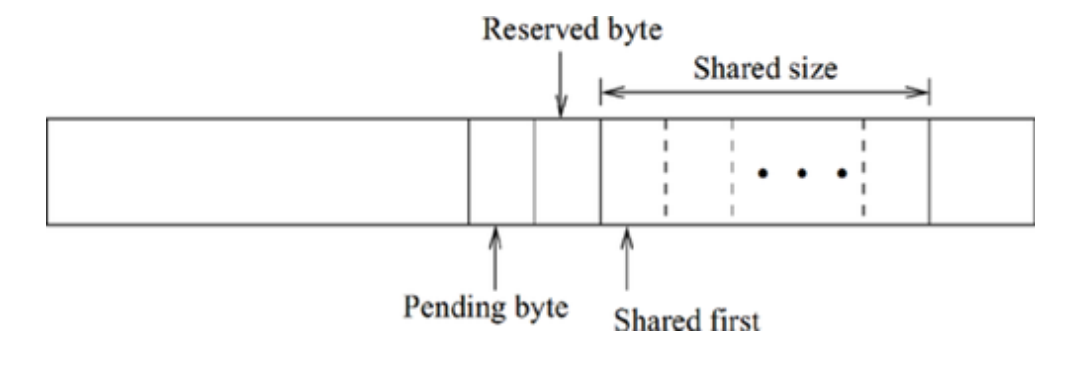 Reserved byte
Shared size
Pending byte
Shared first